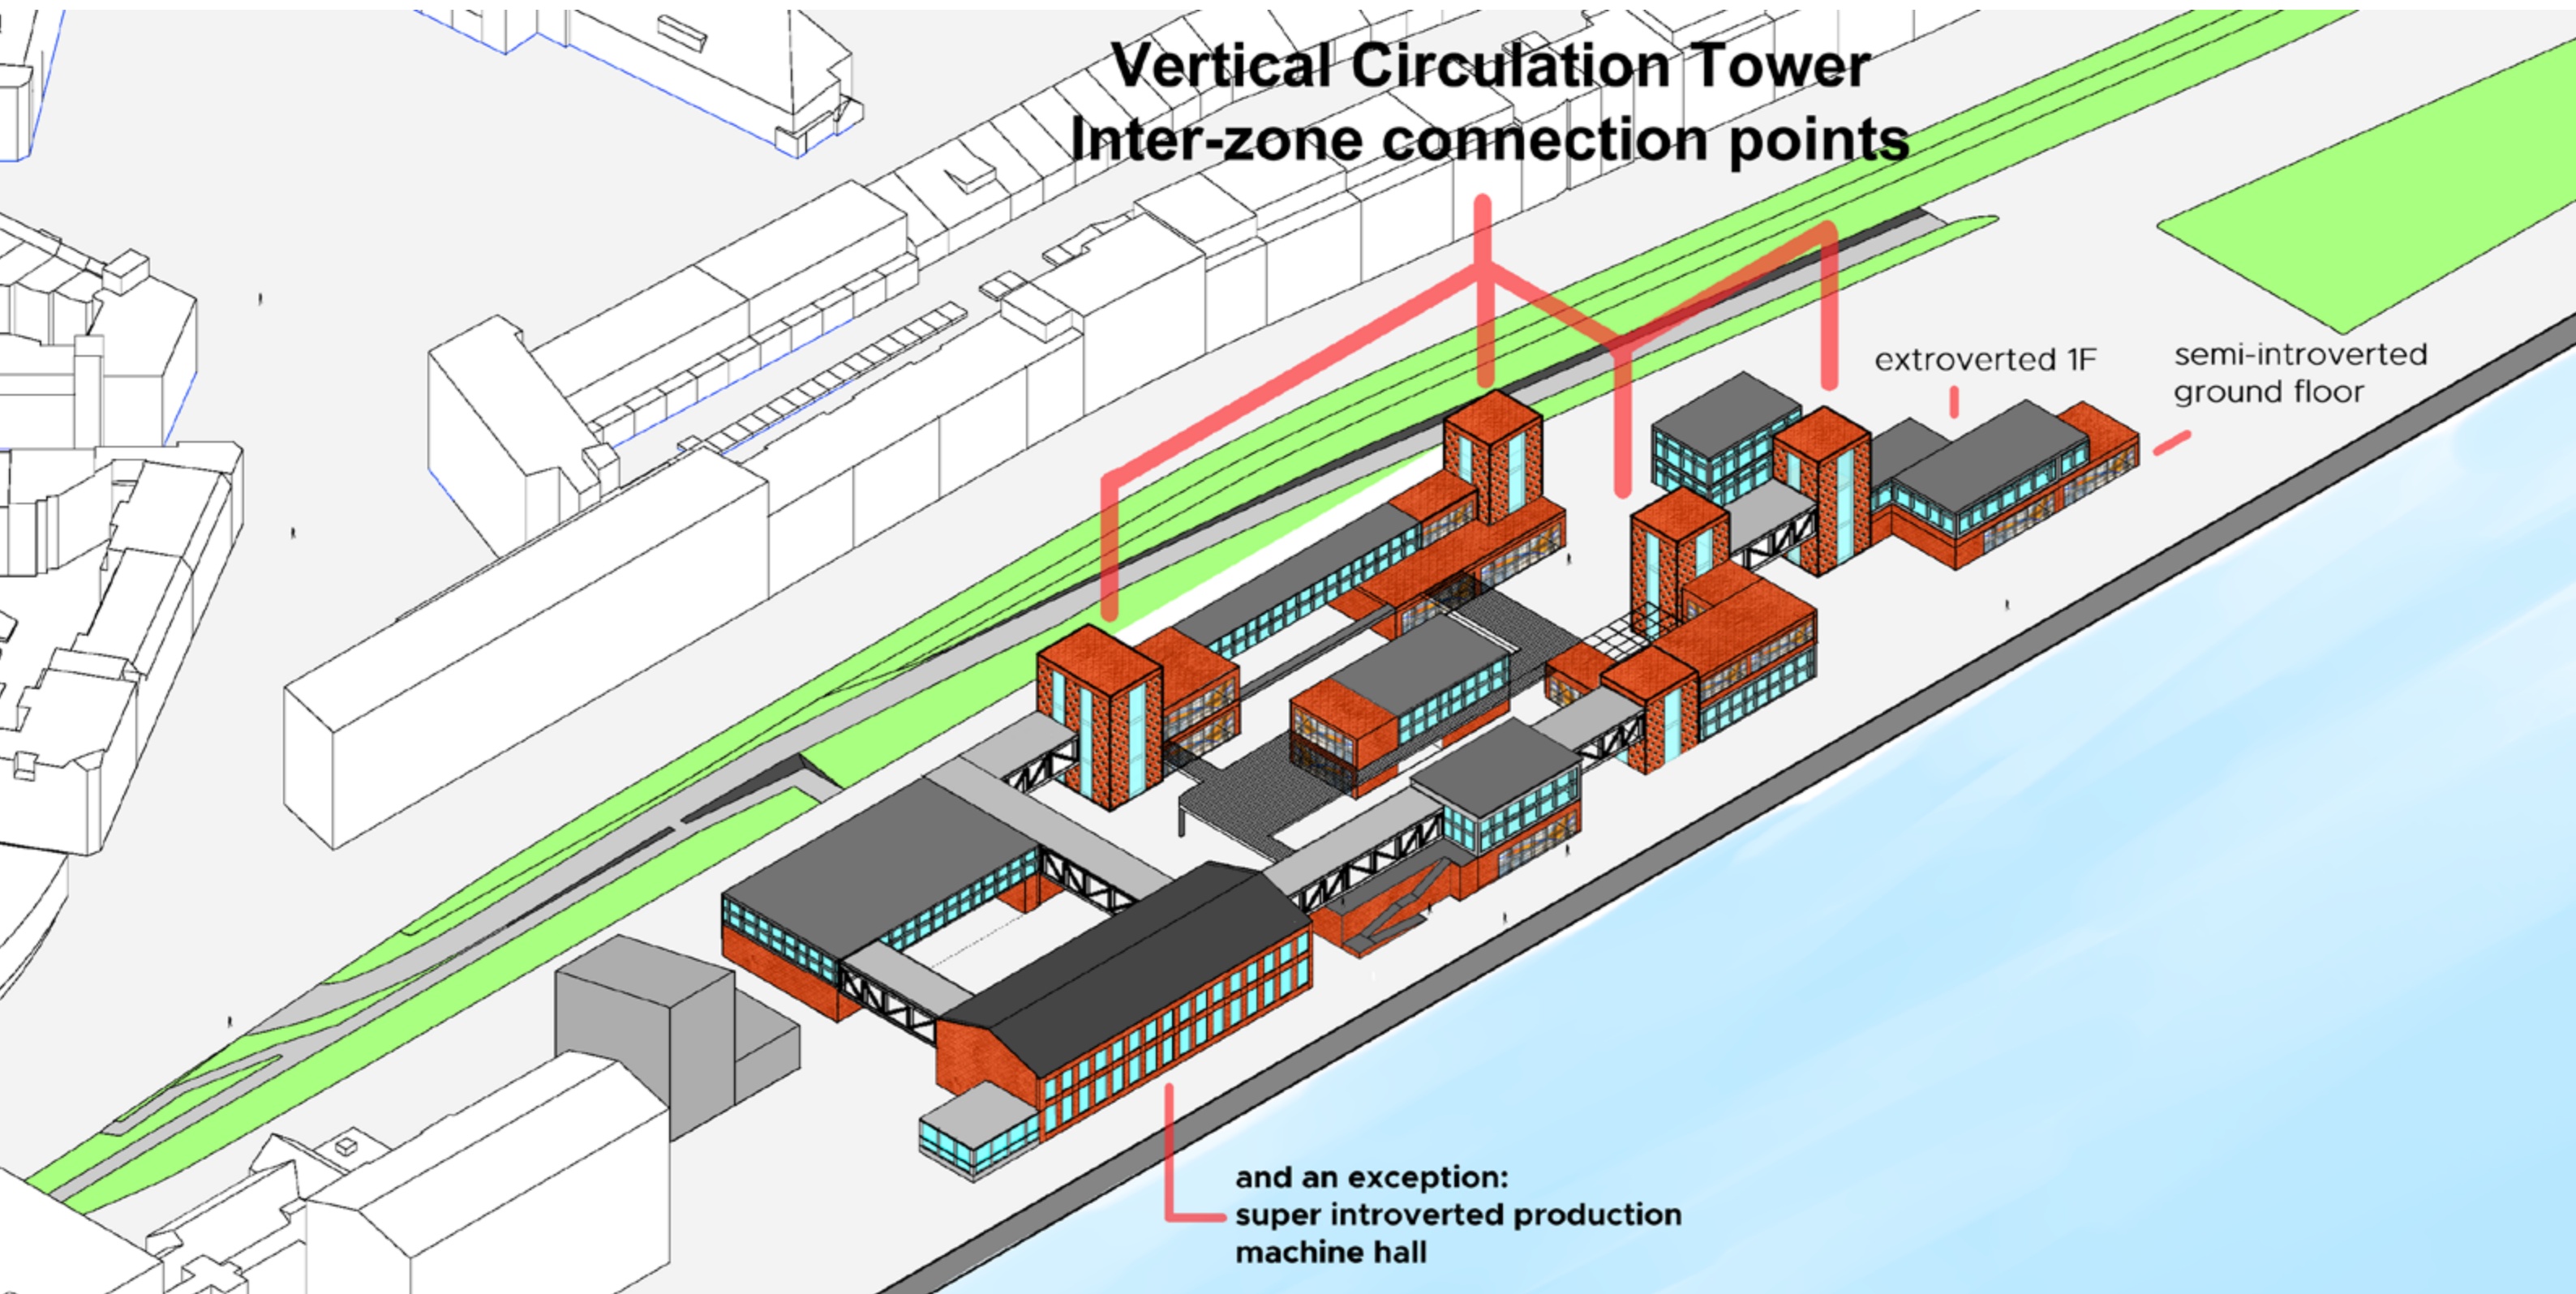 Vertical Circulation Tower
Inter-zone connection points
extroverted 1F
semi-introverted
ground floor
and an exception:
super introverted production
machine hall